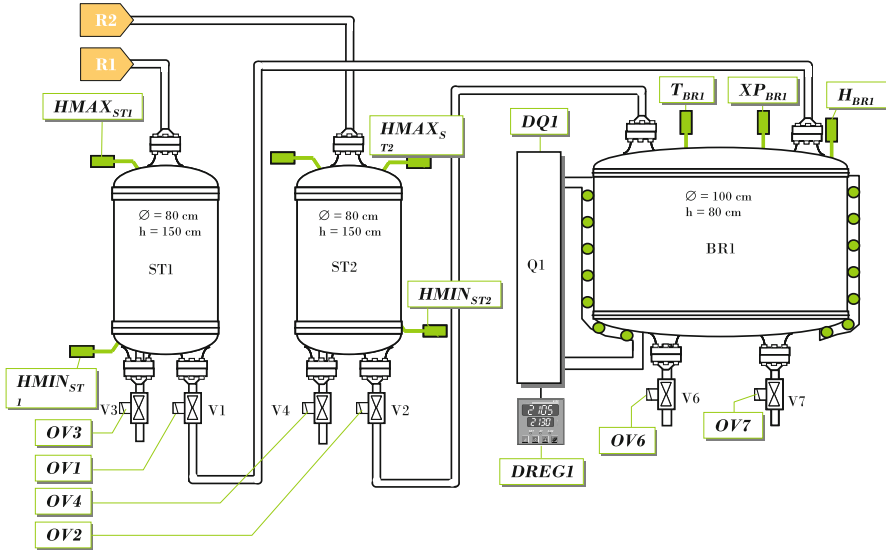 R2
R1
HMAXST1
HMAXS
T2
TBR1
XPBR1
HBR1
DQ1
Ø = 80 cm
h = 150 cm
ST1
Ø = 80 cm
h = 150 cm
ST2
Ø = 100 cm
h = 80 cm
BR1
Q1
HMINST2
HMINST
1
V3
V1
V4
V2
V6
V7
2105
2130
OV3
OV1
OV4
OV2
OV6
OV7
DREG1